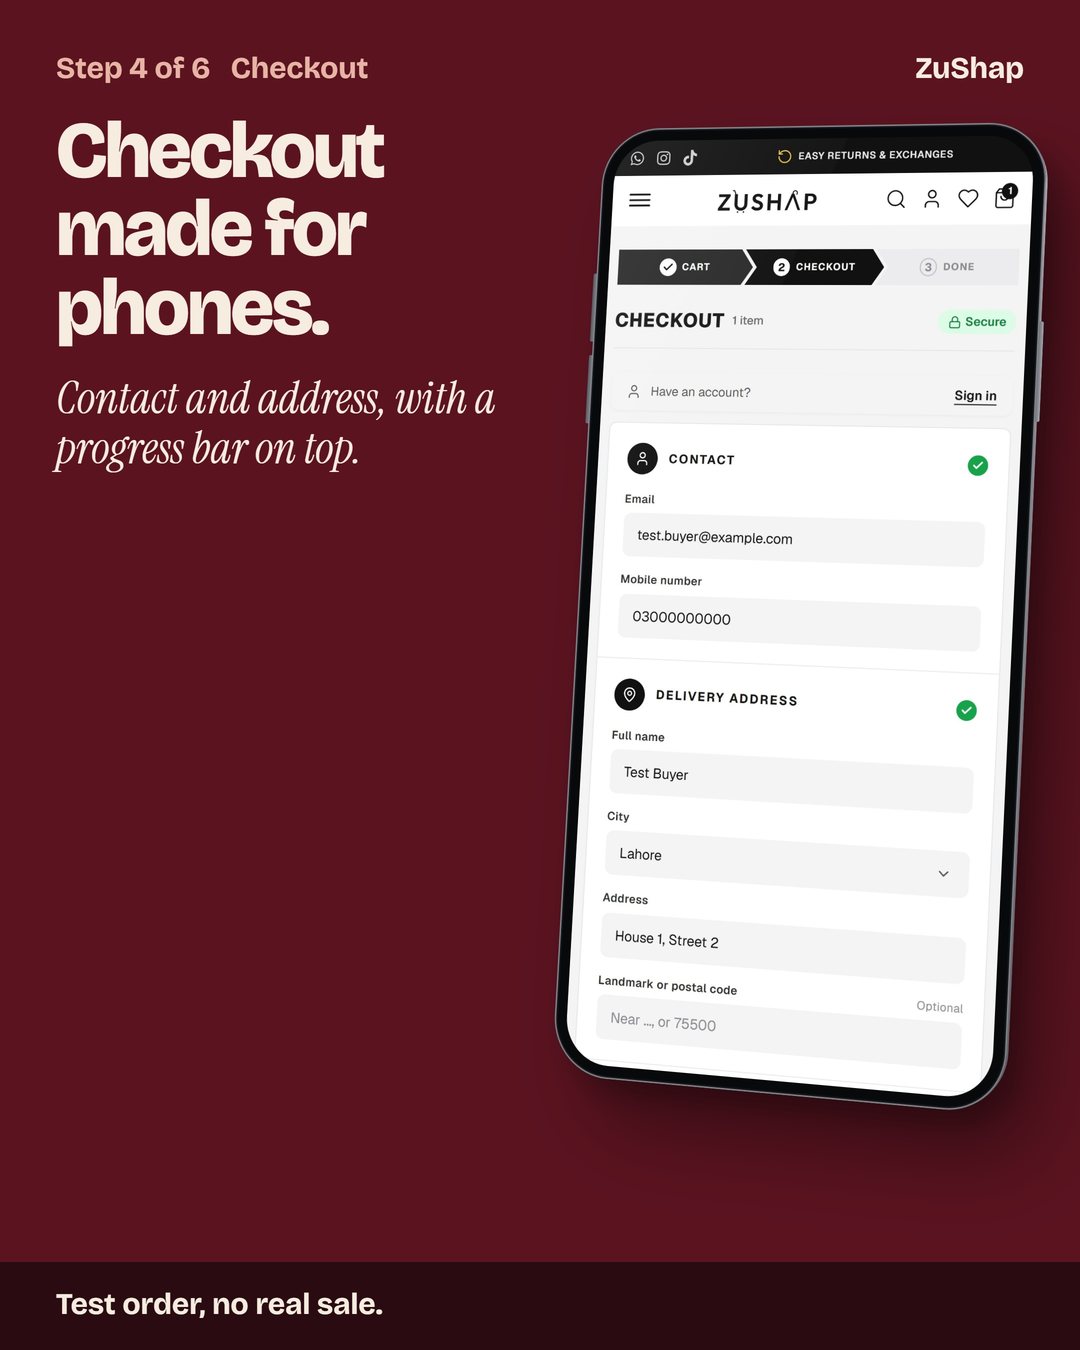 Step 4 of 6 Checkout
ZuShap
Checkout
made for
phones.
Contact and address, with a
progress bar on top.
EASY RETURNS & EXCHANGES
ZUSHAP
1
CART
2 CHECKOUT
3 DONE
CHECKOUT 1 item
Secure
Have an account?
Sign in
CONTACT
Email
test.buyer@example.com
Mobile number
03000000000
DELIVERY ADDRESS
Full name
Test Buyer
City
Lahore
Address
House 1, Street 2
Landmark or postal code
Optional
Near ..., or 75500
Test order, no real sale.